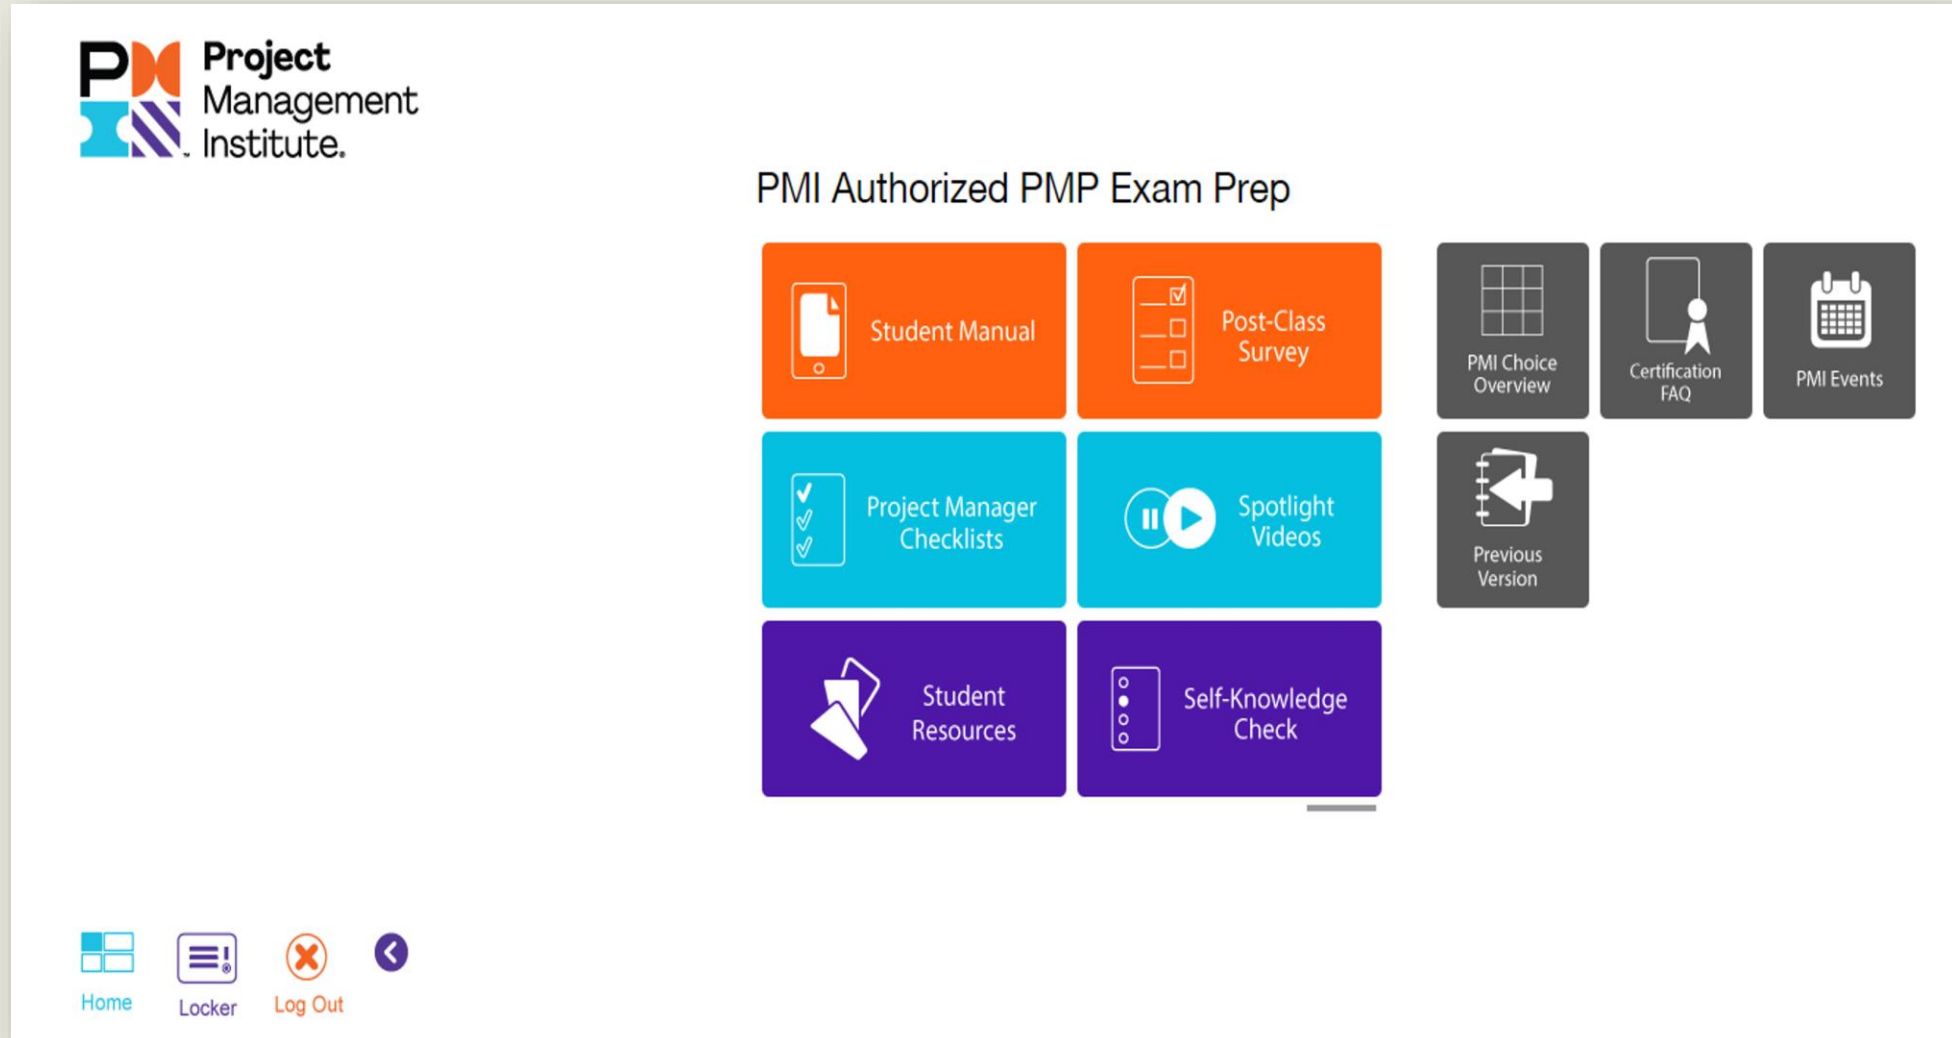 Project
Management
Institute.
PMI Authorized PMP Exam Prep
Student Manual
Post-Class
Survey
PMI Choice
Overview
Certification
FAQ
PMI Events
Project Manager
Checklists
Spotlight
Videos
Previous
Version
Student
Resources
Self-Knowledge
Check
Home
Locker
Log Out